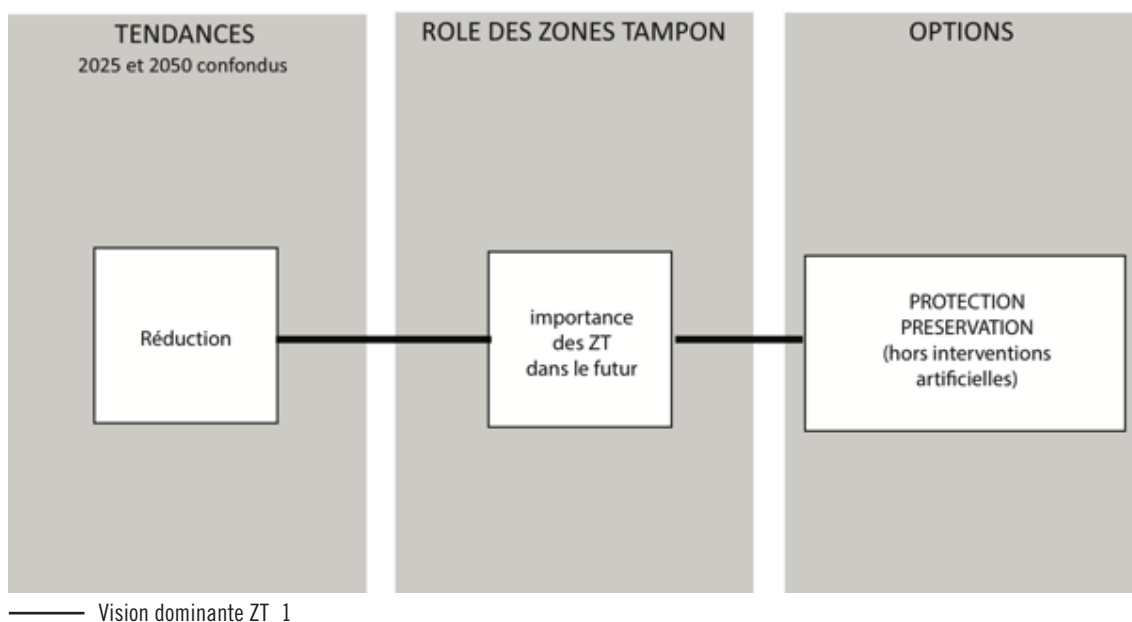 TENDANCES
2025 et 2050 confondus
Réduction
ROLE DES ZONES TAMPON
importance
des ZT
dans le futur
OPTIONS
PROTECTION
PRESERVATION
(hors interventions
artificielles)
Vision dominante ZT 1